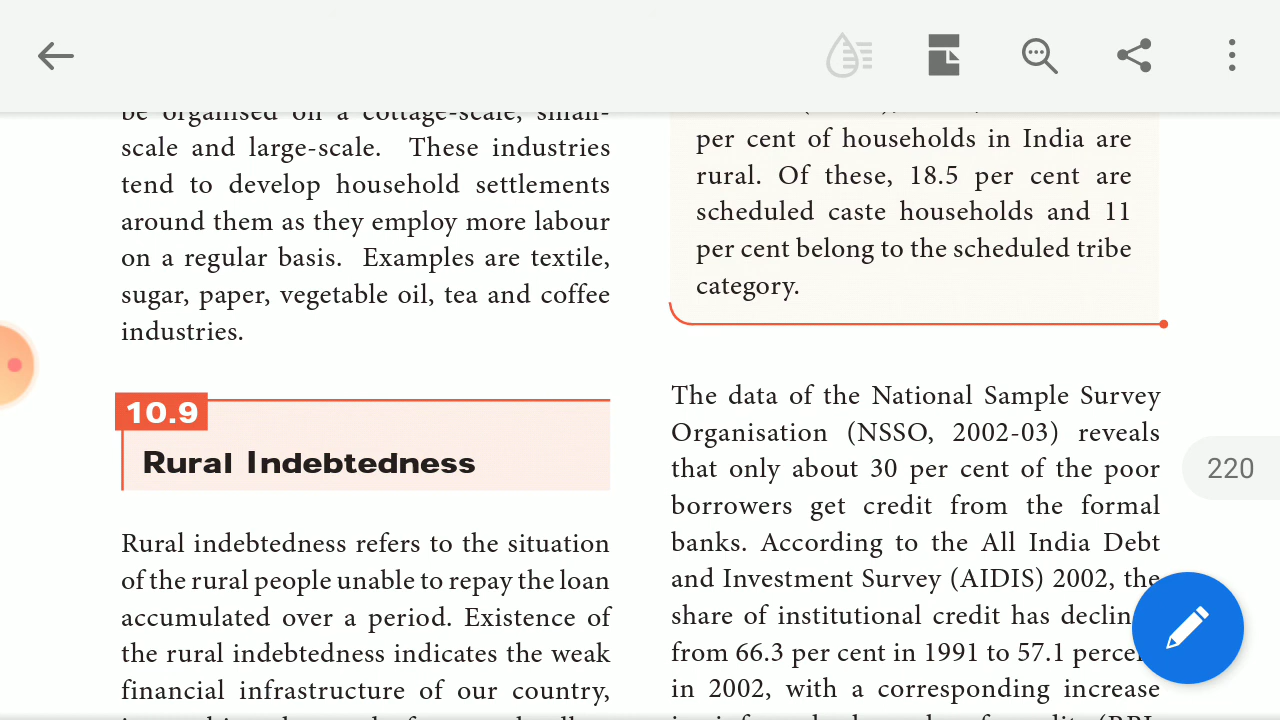 be organised on a cottage-scale, small-
scale and large-scale. These industries
tend to develop household settlements
around them as they employ more labour
on a regular basis. Examples are textile,
sugar, paper, vegetable oil, tea and coffee
industries.
10.9
Rural Indebtedness
Rural indebtedness refers to the situation
of the rural people unable to repay the loan
accumulated over a period. Existence of
the rural indebtedness indicates the weak
financial infrastructure of our country,
per cent of households in India are
rural. Of these, 18.5 per cent are
scheduled caste households and 11
per cent belong to the scheduled tribe
category.
The data of the National Sample Survey
Organisation (NSSO, 2002-03) reveals
that only about 30 per cent of the poor
borrowers get credit from the formal
banks. According to the All India Debt
and Investment Survey (AIDIS) 2002, the
share of institutional credit has declin
from 66.3 per cent in 1991 to 57.1 perce
in 2002, with a corresponding increase
220